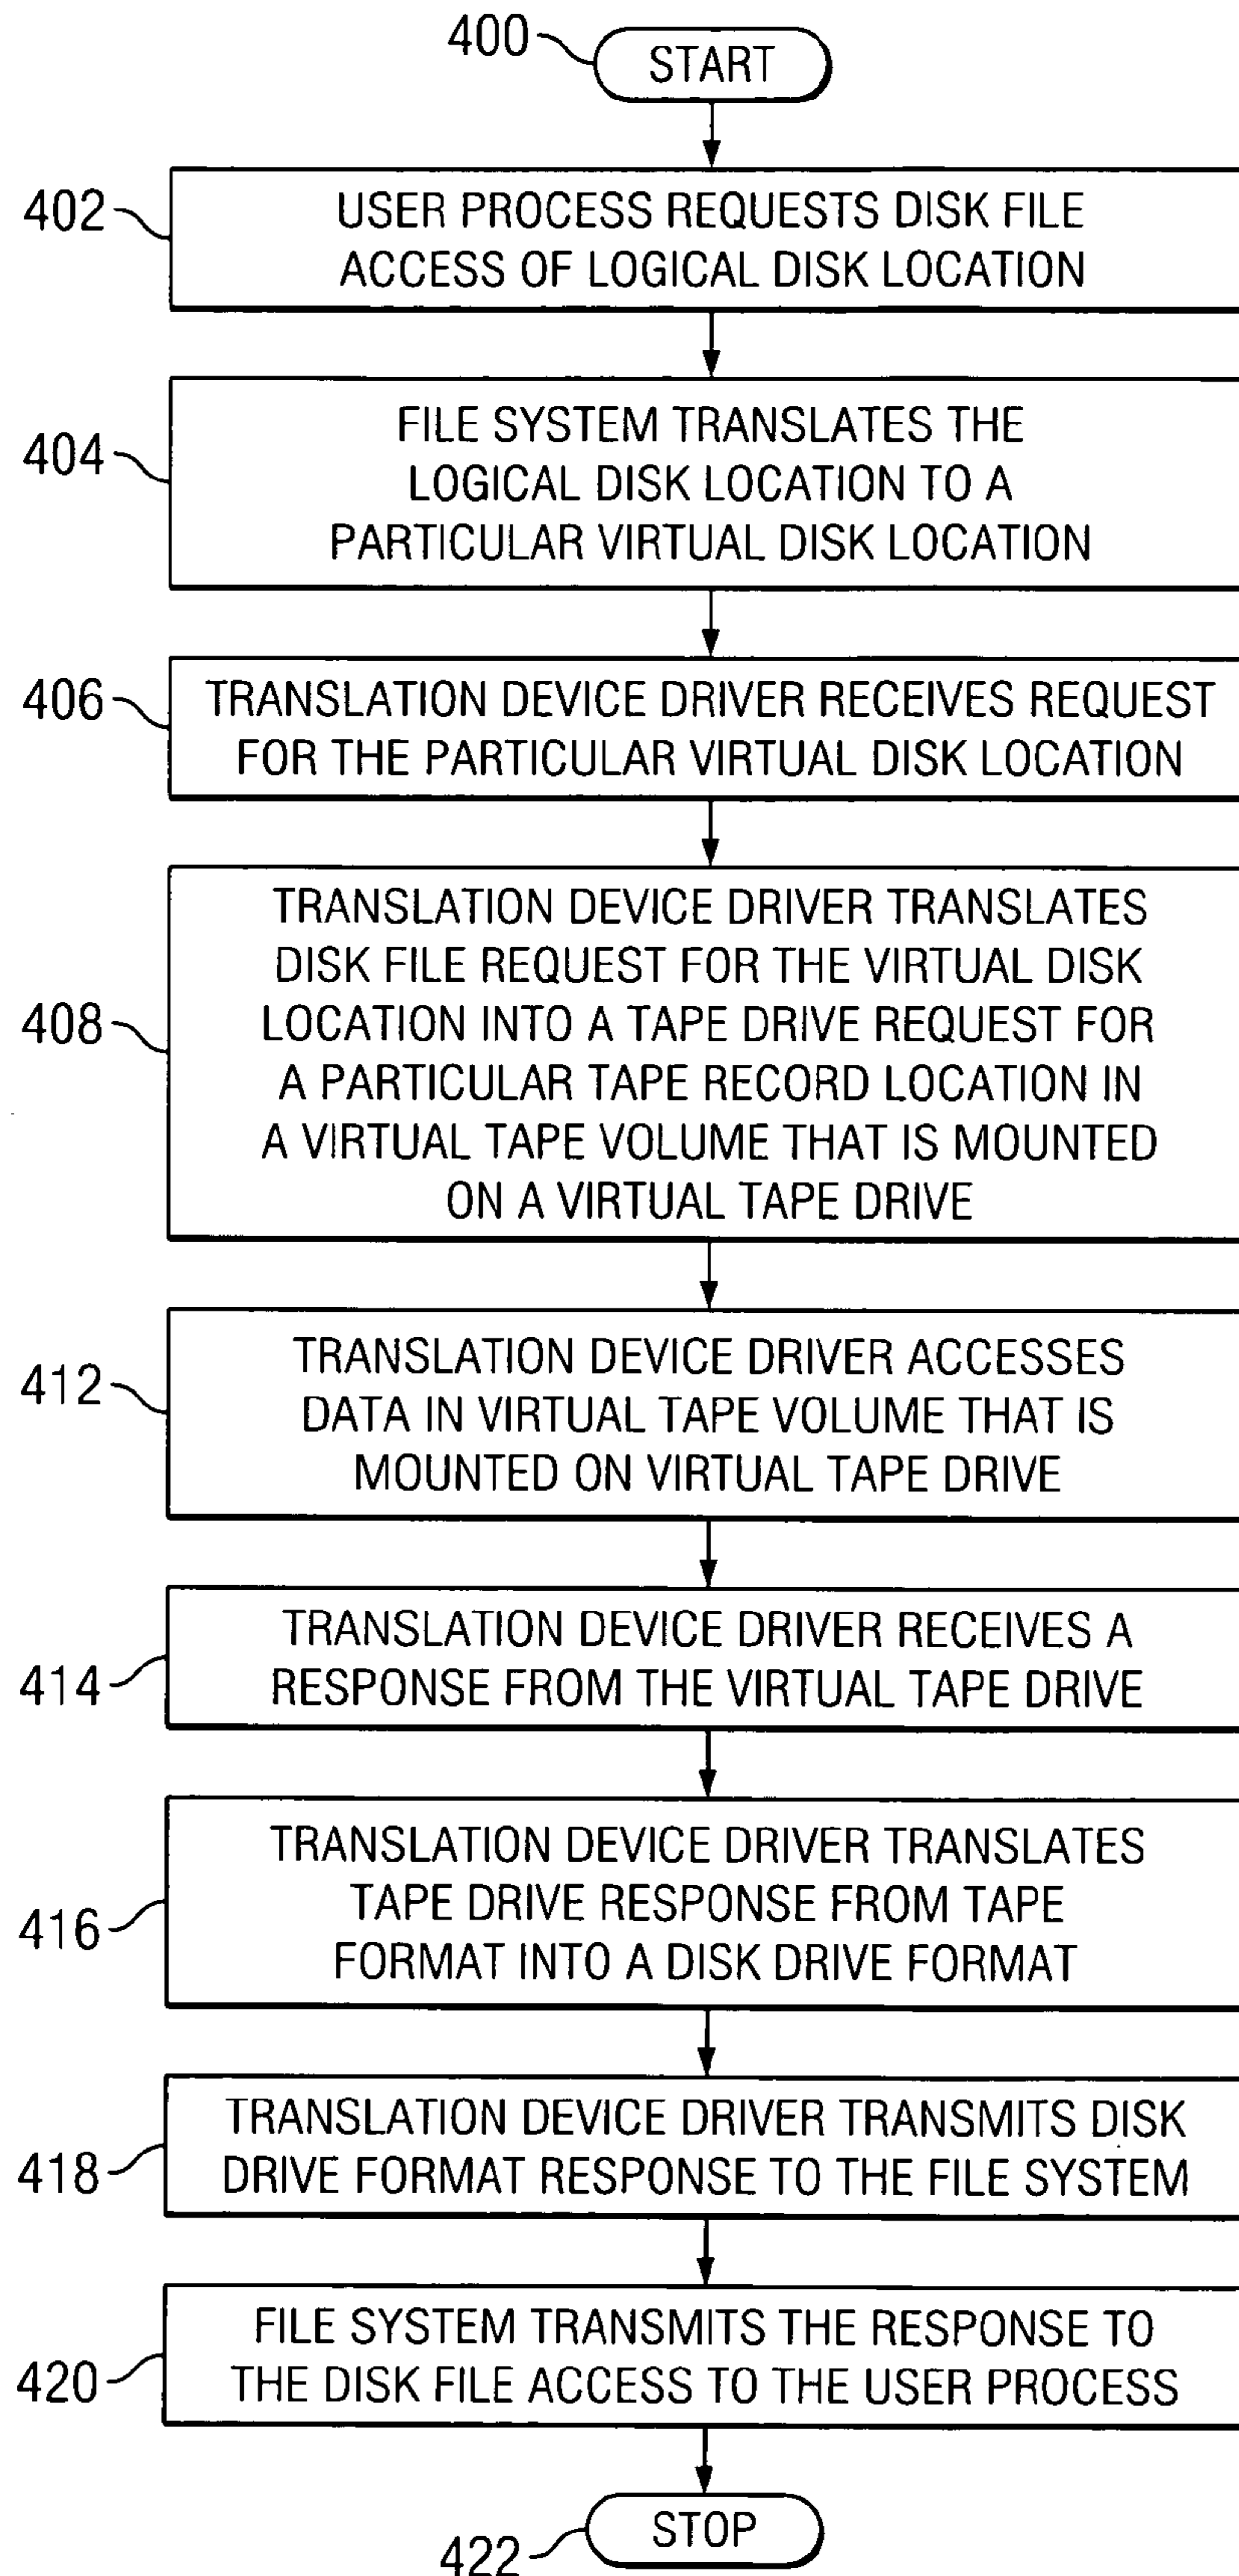 400
START
402
USER PROCESS REQUESTS DISK FILE
ACCESS OF LOGICAL DISK LOCATION
404
FILE SYSTEM TRANSLATES THE
LOGICAL DISK LOCATION TO A
PARTICULAR VIRTUAL DISK LOCATION
406
TRANSLATION DEVICE DRIVER RECEIVES REQUEST
FOR THE PARTICULAR VIRTUAL DISK LOCATION
408
TRANSLATION DEVICE DRIVER TRANSLATES
DISK FILE REQUEST FOR THE VIRTUAL DISK
LOCATION INTO A TAPE DRIVE REQUEST FOR
A PARTICULAR TAPE RECORD LOCATION IN
A VIRTUAL TAPE VOLUME THAT IS MOUNTED
ON A VIRTUAL TAPE DRIVE
412
TRANSLATION DEVICE DRIVER ACCESSES
DATA IN VIRTUAL TAPE VOLUME THAT IS
MOUNTED ON VIRTUAL TAPE DRIVE
414
TRANSLATION DEVICE DRIVER RECEIVES A
RESPONSE FROM THE VIRTUAL TAPE DRIVE
416
TRANSLATION DEVICE DRIVER TRANSLATES
TAPE DRIVE RESPONSE FROM TAPE
FORMAT INTO A DISK DRIVE FORMAT
418
TRANSLATION DEVICE DRIVER TRANSMITS DISK
DRIVE FORMAT RESPONSE TO THE FILE SYSTEM
420
FILE SYSTEM TRANSMITS THE RESPONSE TO
THE DISK FILE ACCESS TO THE USER PROCESS
422
STOP